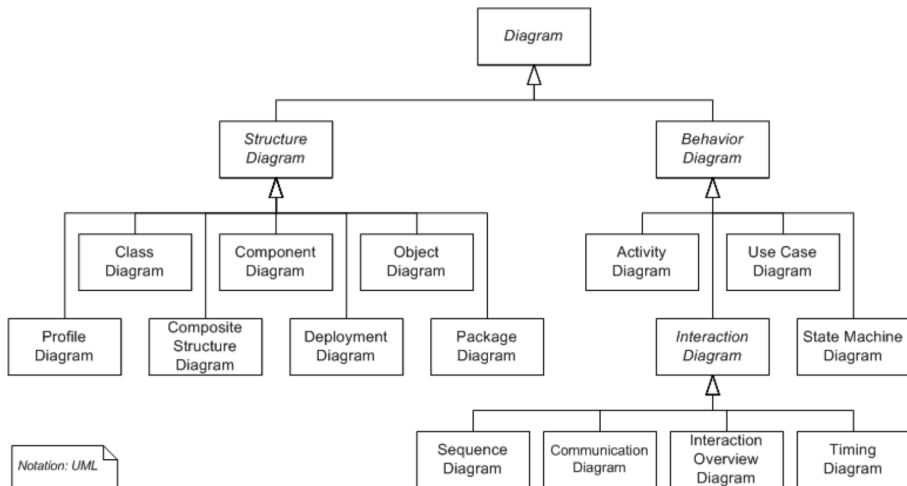 Diagram
Structure
Diagram
Behavior
Diagram
Class
Diagram
Component
Diagram
Object
Diagram
Activity
Diagram
Use Case
Diagram
Profile
Diagram
Composite
Structure
Diagram
Deployment
Diagram
Package
Diagram
Interaction
Diagram
State Machine
Diagram
Sequence
Diagram
Communication
Diagram
Interaction
Overview
Diagram
Timing
Diagram
Notation: UML